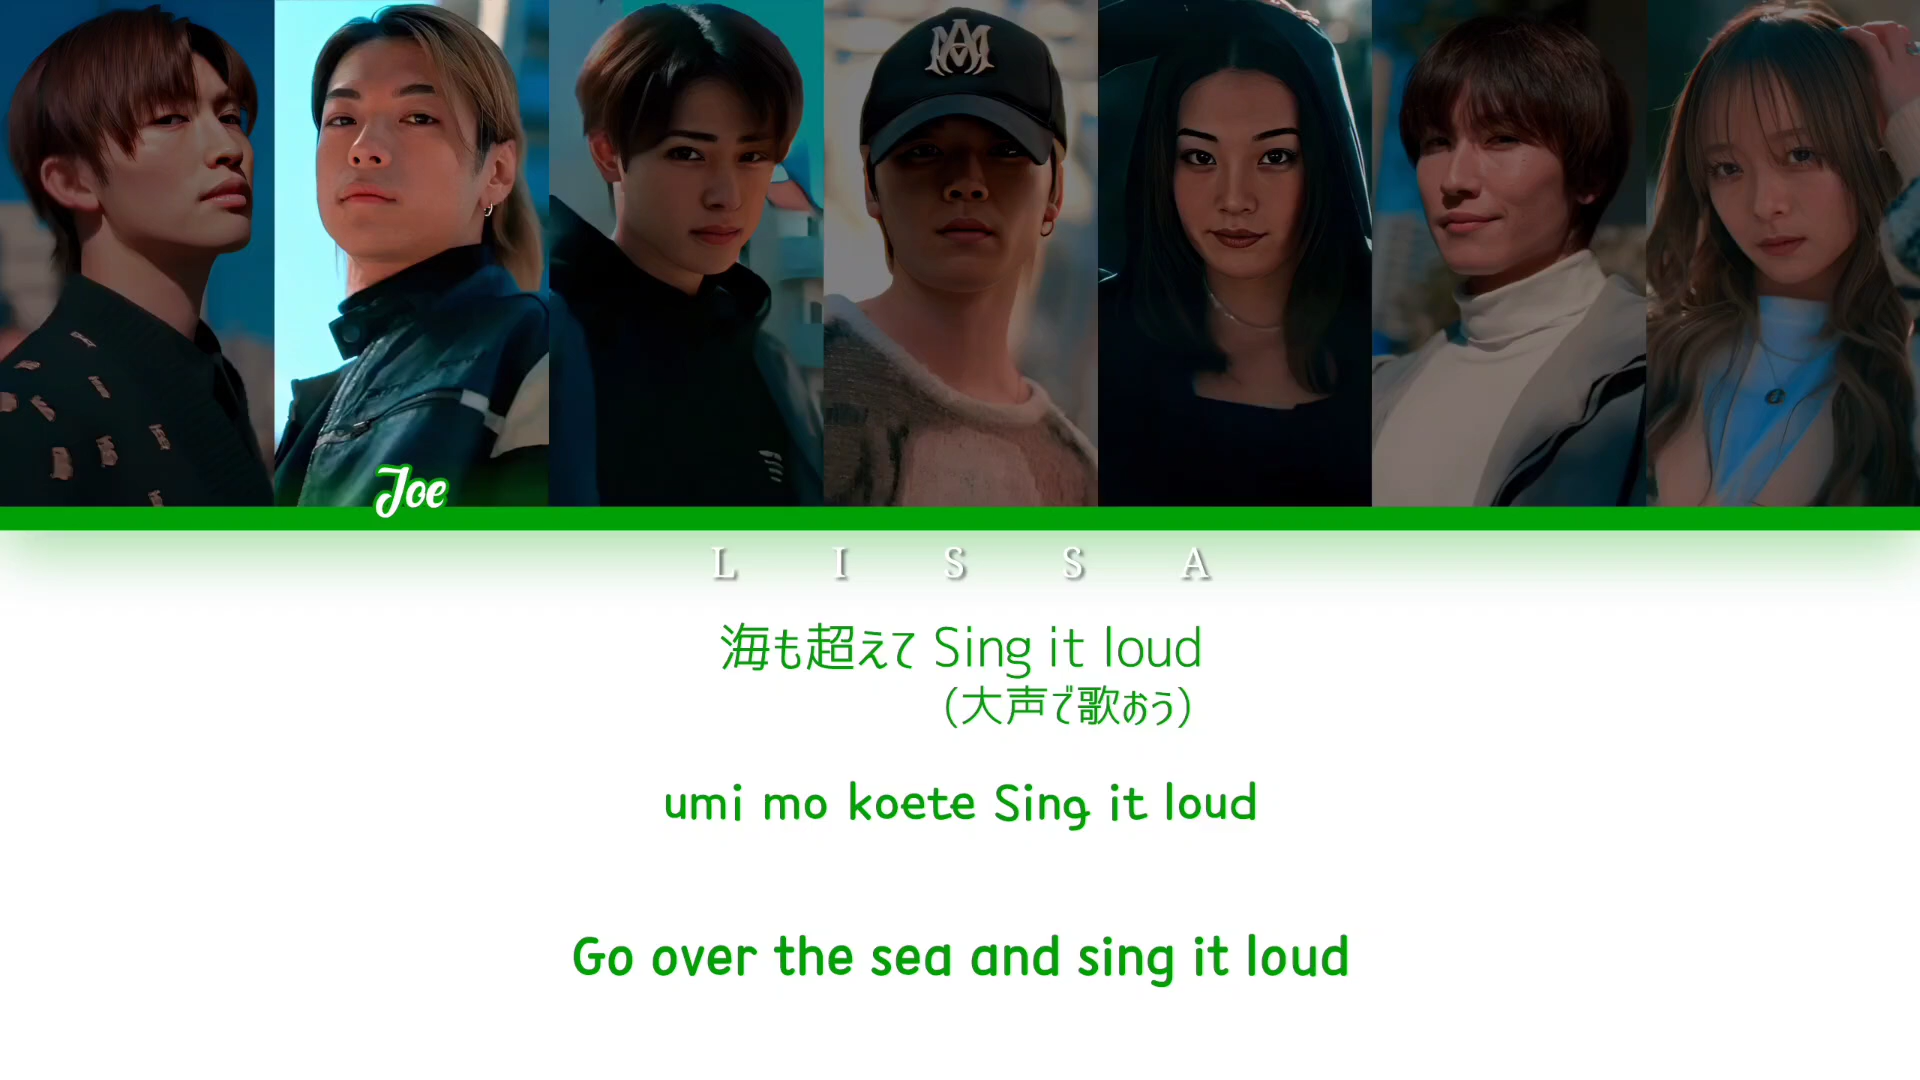 Joe
L I S S A
海も超えて Sing it loud
(大声で歌おう)
umi mo koete Sing it loud
Go over the sea and sing it loud